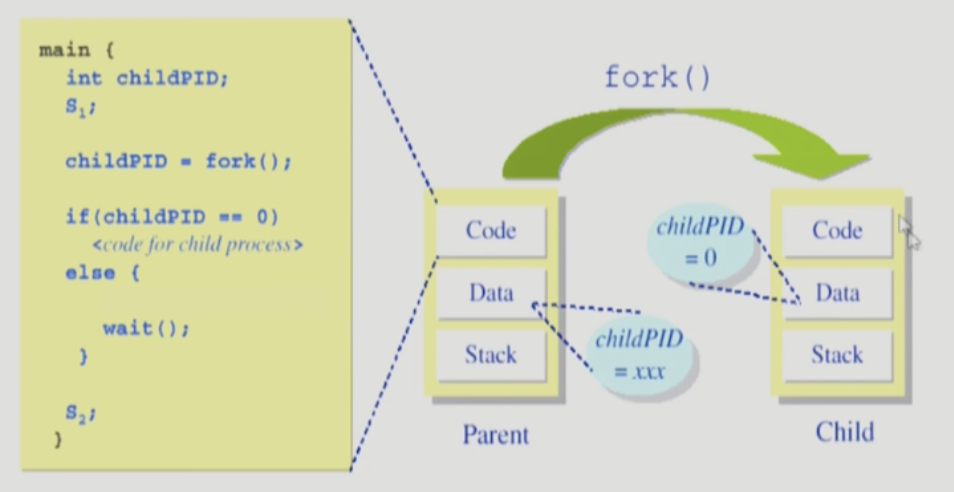 main {
int childPID;
S₁;
childPID = fork();
if(childPID == 0)
<code for child process>
else {
wait();
}
S₂;
}
fork()
Code
Data
Stack
Parent
childPID
= xxx
childPID
= 0
Code
Data
Stack
Child